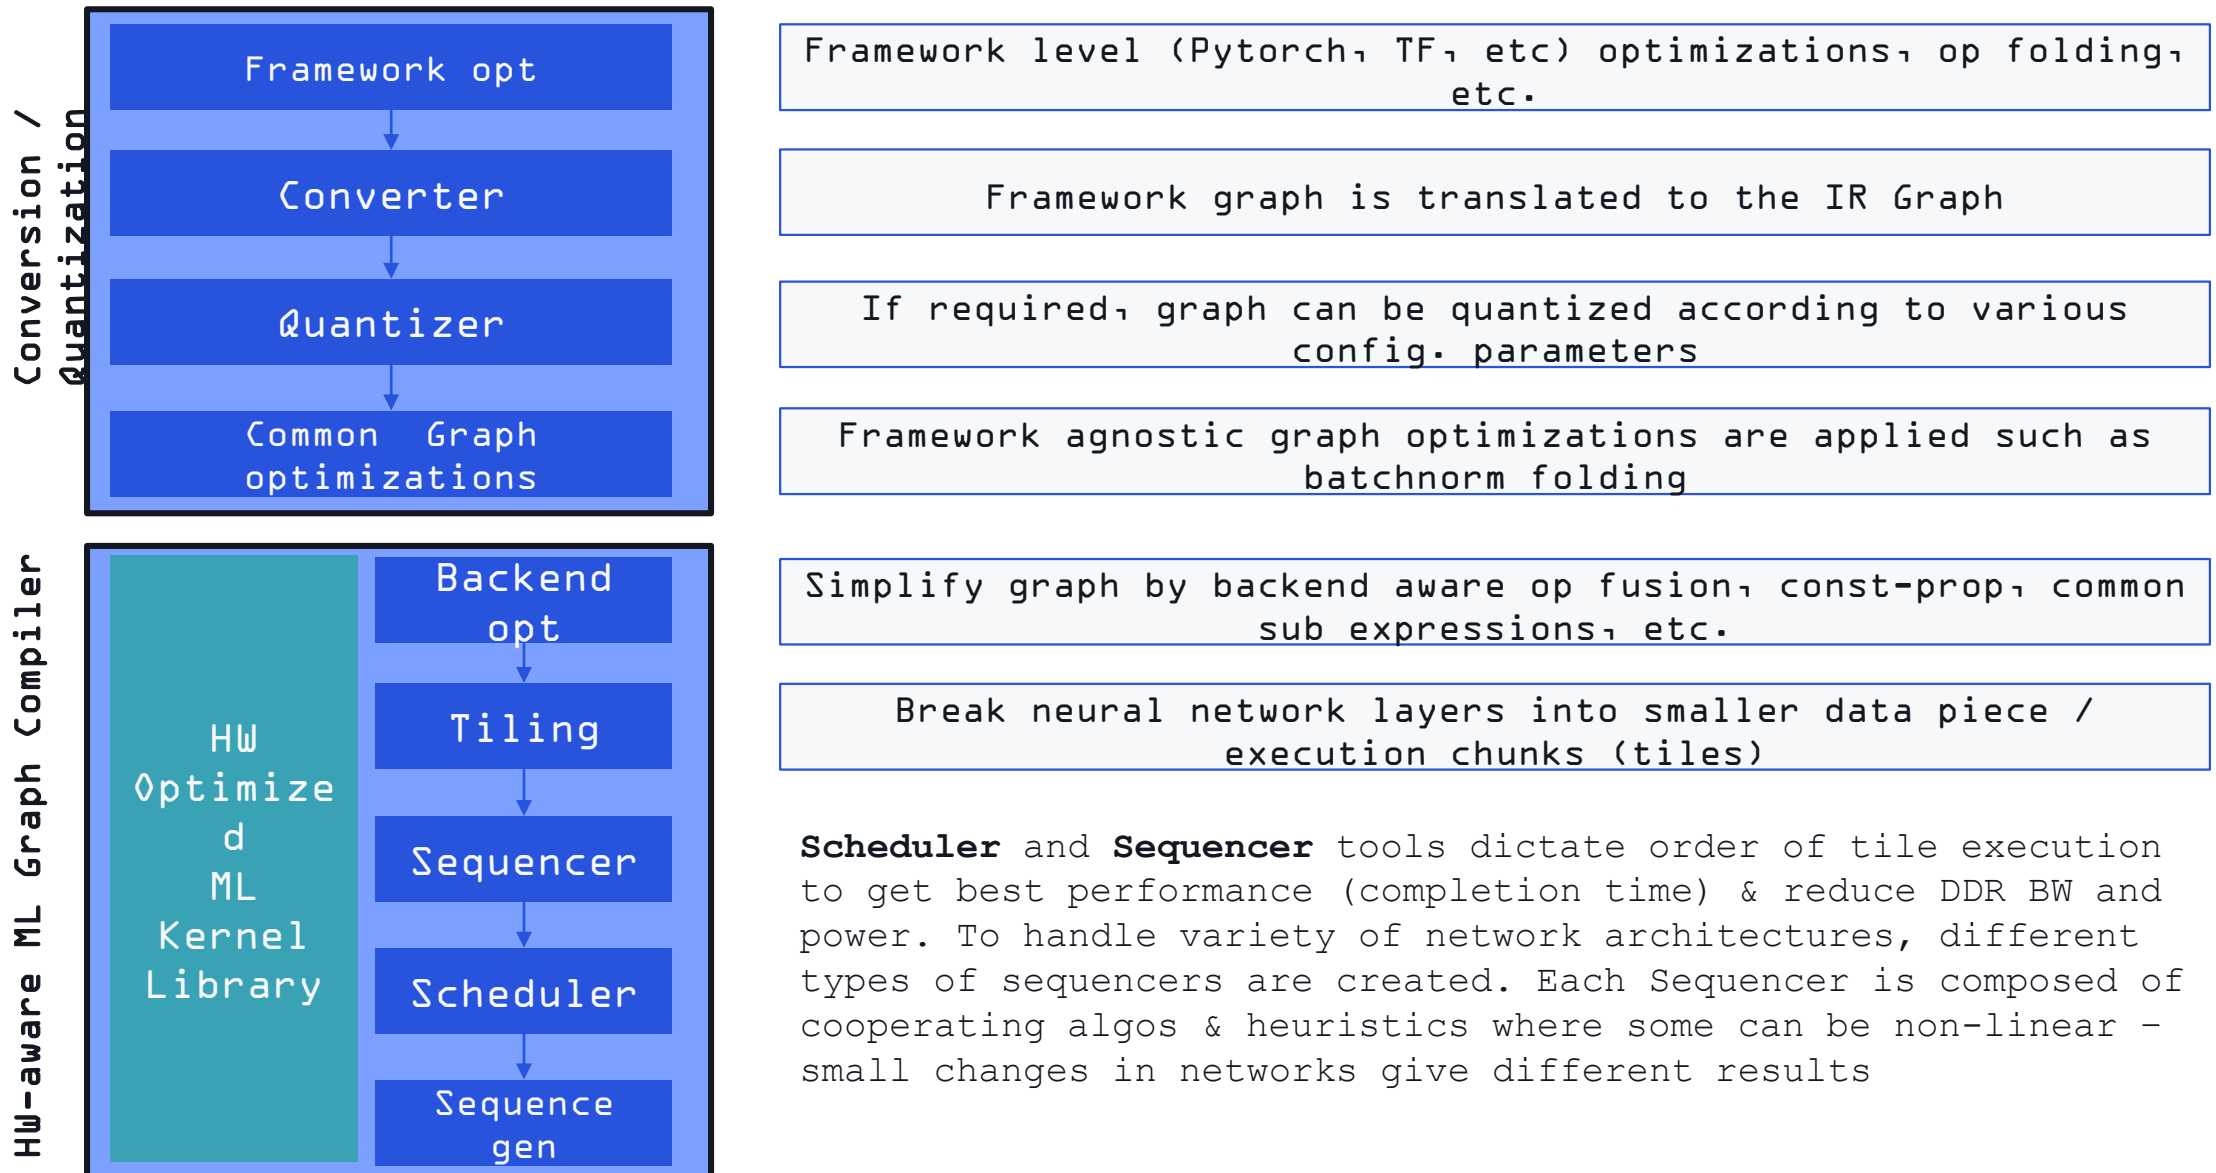 Conversion /
Quantization
Framework opt
Converter
Quantizer
Common Graph
optimizations
Framework level (Pytorch, TF, etc) optimizations, op folding,
etc.
Framework graph is translated to the IR Graph
If required, graph can be quantized according to various
config. parameters
Framework agnostic graph optimizations are applied such as
batchnorm folding
HW-aware ML Graph Compiler
HW
Optimize
d
ML
Kernel
Library
Backend
opt
Tiling
Sequencer
Scheduler
Sequence
gen
Simplify graph by backend aware op fusion, const-prop, common
sub expressions, etc.
Break neural network layers into smaller data piece /
execution chunks (tiles)
Scheduler and Sequencer tools dictate order of tile execution
to get best performance (completion time) & reduce DDR BW and
power. To handle variety of network architectures, different
types of sequencers are created. Each Sequencer is composed of
cooperating algos & heuristics where some can be non-linear –
small changes in networks give different results